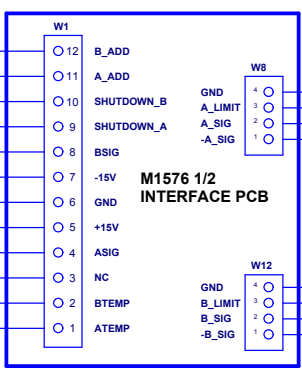 W1
12 B_ADD
11 A_ADD
10 SHUTDOWN_B
9 SHUTDOWN_A
8 BSIG
7 -15V
6 GND
5 +15V
4 ASIG
3 NC
2 BTEMP
1 ATEMP
M1576 1/2
INTERFACE PCB
W8
GND 4
A_LIMIT 3
A_SIG 2
-A_SIG 1
W12
GND 4
B_LIMIT 3
B_SIG 2
-B_SIG 1